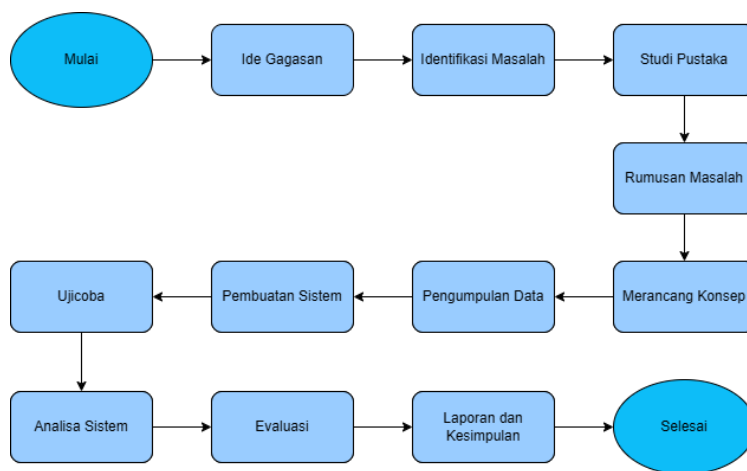 Mulai
Ide Gagasan
Identifikasi Masalah
Studi Pustaka
Rumusan Masalah
Merancang Konsep
Pengumpulan Data
Pembuatan Sistem
Ujicoba
Analisa Sistem
Evaluasi
Laporan dan
Kesimpulan
Selesai